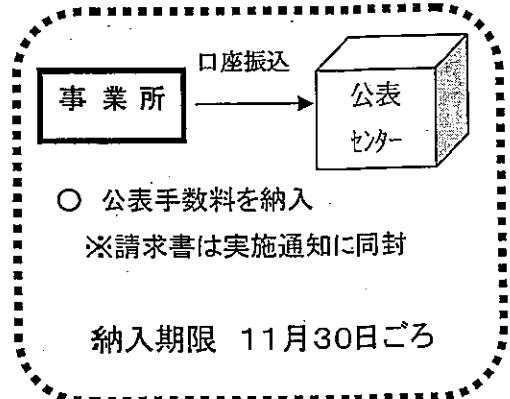 口座振込
事業所
公表
センター
○ 公表手数料を納入
※請求書は実施通知に同封
納入期限 11月30日ごろ